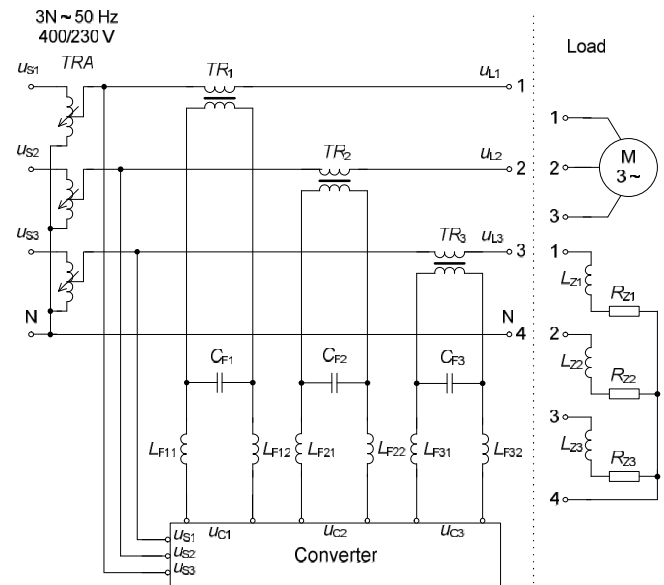 3N ~ 50 Hz
400/230 V
Load
uS1
TRA
TR1
uL1
1
1
M
3 ~
uS2
TR2
uL2
2
2
3
uS3
TR3
uL3
3
1
LZ1
RZ1
N
N
4
2
CF1
CF2
CF3
LZ2
RZ2
3
LF11
LF12
LF21
LF22
LF31
LF32
LZ3
RZ3
4
uS1
uC1
uC2
uC3
uS2
Converter
uS3